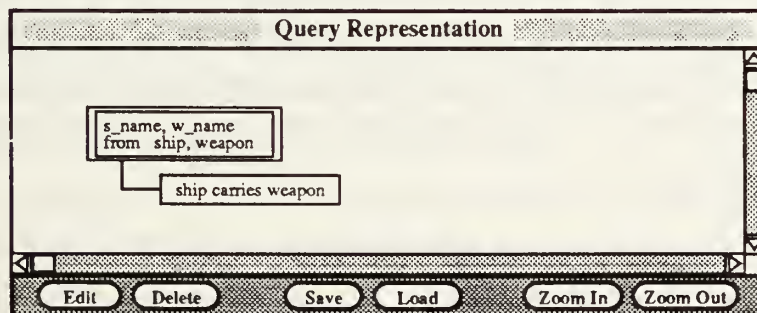 Query Representation
s_name, w_name
from ship, weapon
ship carries weapon
Edit Delete Save Load Zoom In Zoom Out